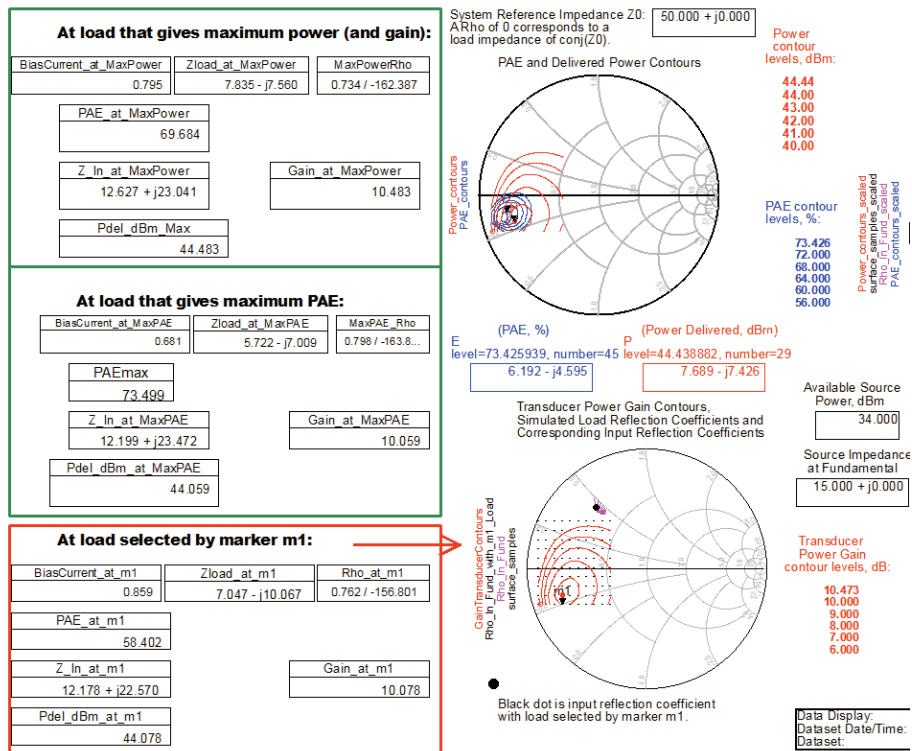 At load that gives maximum power (and gain):
BiasCurrent_at_MaxPower
0.795
Zload_at_MaxPower
7.835 - j7.560
MaxPowerRho
0.734 / -162.387
PAE_at_MaxPower
69.684
Z_In_at_MaxPower
12.627 + j23.041
Gain_at_MaxPower
10.483
Pdel_dBm_Max
44.483
At load that gives maximum PAE:
BiasCurrent_at_MaxPAE
0.681
Zload_at_MaxPAE
5.722 - j7.009
MaxPAE_Rho
0.798 / -163.8...
PAEmax
73.499
Z_In_at_MaxPAE
12.199 + j23.472
Gain_at_MaxPAE
10.059
Pdel_dBm_at_MaxPAE
44.059
At load selected by marker m1:
BiasCurrent_at_m1
0.859
Zload_at_m1
7.047 - j10.067
Rho_at_m1
0.762 / -156.801
PAE_at_m1
58.402
Z_In_at_m1
12.178 + j22.570
Gain_at_m1
10.078
Pdel_dBm_at_m1
44.078
System Reference Impedance Z0:
A Rho of 0 corresponds to a
load impedance of conj(Z0).
50.000 + j0.000
PAE and Delivered Power Contours
Power_contours
PAE_contours
Power
contour
levels, dBm:
44.44
44.00
43.00
42.00
41.00
40.00
PAE contour
levels, %:
73.426
72.000
68.000
64.000
60.000
56.000
Power_contours_scaled
surface_samples_scaled
Rho_In_Fund_scaled
PAE_contours_scaled
(PAE, %)
E
level=73.425939, number=45
6.192 - j4.595
(Power Delivered, dBm)
P
level=44.438882, number=29
7.689 - j7.426
Transducer Power Gain Contours,
Simulated Load Reflection Coefficients and
Corresponding Input Reflection Coefficients
GainTransducerContours
Rho_In_Fund_with_m1_Load
Rho_In_Fund
surface_samples
m1
Available Source
Power, dBm
34.000
Source Impedance
at Fundamental
15.000 + j0.000
Transducer
Power Gain
contour levels, dB:
10.473
10.000
9.000
8.000
7.000
6.000
Black dot is input reflection coefficient
with load selected by marker m1.
Data Display:
Dataset Date/Time:
Dataset: